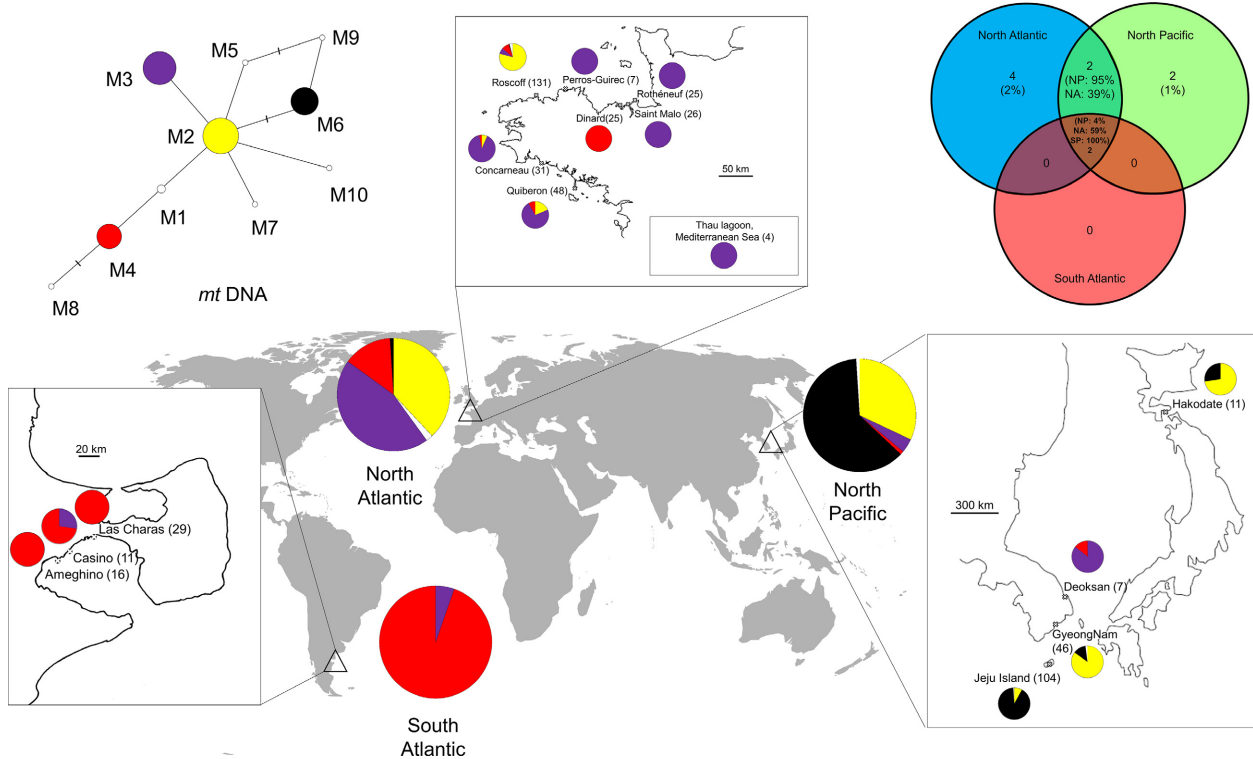 M9
M5
M3
M2
M6
M10
M1
M7
M4
M8
mt DNA
Roscoff (131)
Perros-Guirec (7)
Rothéneuf (25)
Dinard(25)
Saint Malo (26)
Concarneau (31)
50 km
Quiberon (48)
Thau lagoon,
Mediterranean Sea (4)
North Atlantic
North Pacific
4
(2%)
2
(NP: 95%
NA: 39%)
2
(1%)
(NP: 4%
NA: 59%
SP: 100%)
2
0
0
0
South Atlantic
20 km
Las Charas (29)
Casino (11)
Ameghino (16)
North
Atlantic
North
Pacific
South
Atlantic
Hakodate (11)
300 km
Deoksan (7)
GyeongNam
(46)
Jeju Island (104)